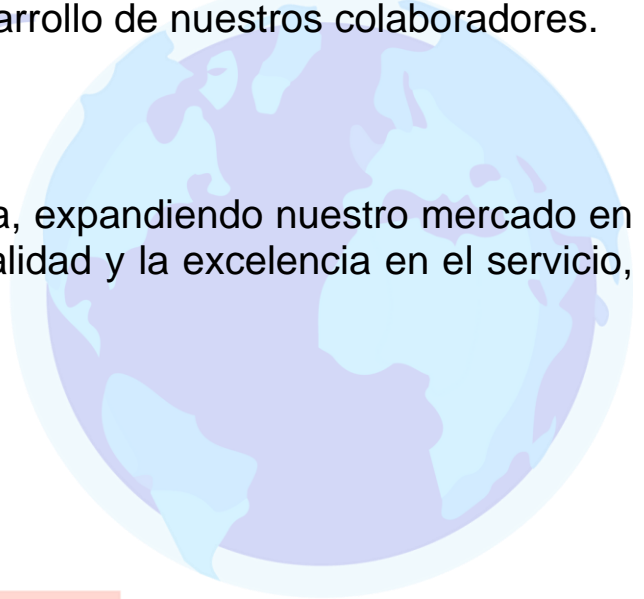 arrollo de nuestros colaboradores.
a, expandiendo nuestro mercado en
alidad y la excelencia en el servicio,